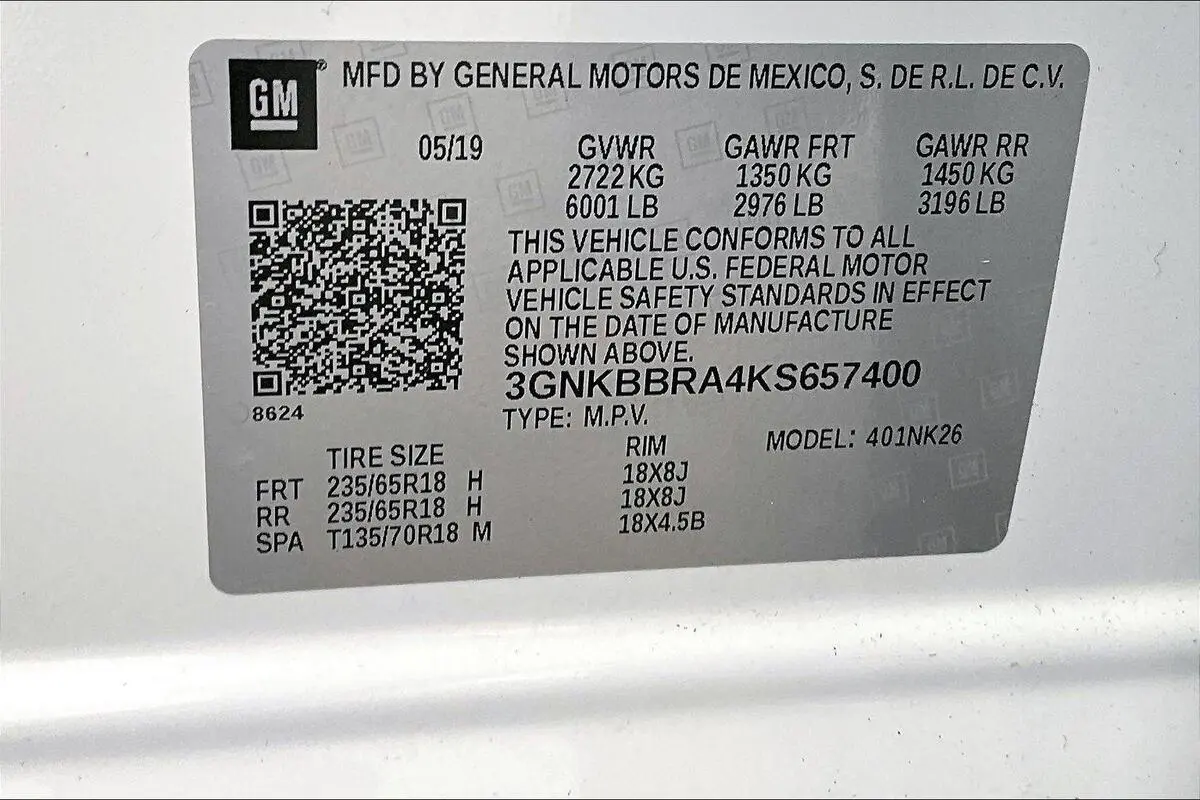 GM® MFD BY GENERAL MOTORS DE MEXICO, S. DE R.L. DE C.V.
05/19 GVWR GAWR FRT GAWR RR
2722 KG 1350 KG 1450 KG
6001 LB 2976 LB 3196 LB
THIS VEHICLE CONFORMS TO ALL
APPLICABLE U.S. FEDERAL MOTOR
VEHICLE SAFETY STANDARDS IN EFFECT
ON THE DATE OF MANUFACTURE
SHOWN ABOVE.
3GNKBBRA4KS657400
8624
TYPE: M.P.V. MODEL: 401NK26
TIRE SIZE RIM
FRT 235/65R18 H 18X8J
RR 235/65R18 H 18X8J
SPA T135/70R18 M 18X4.5B